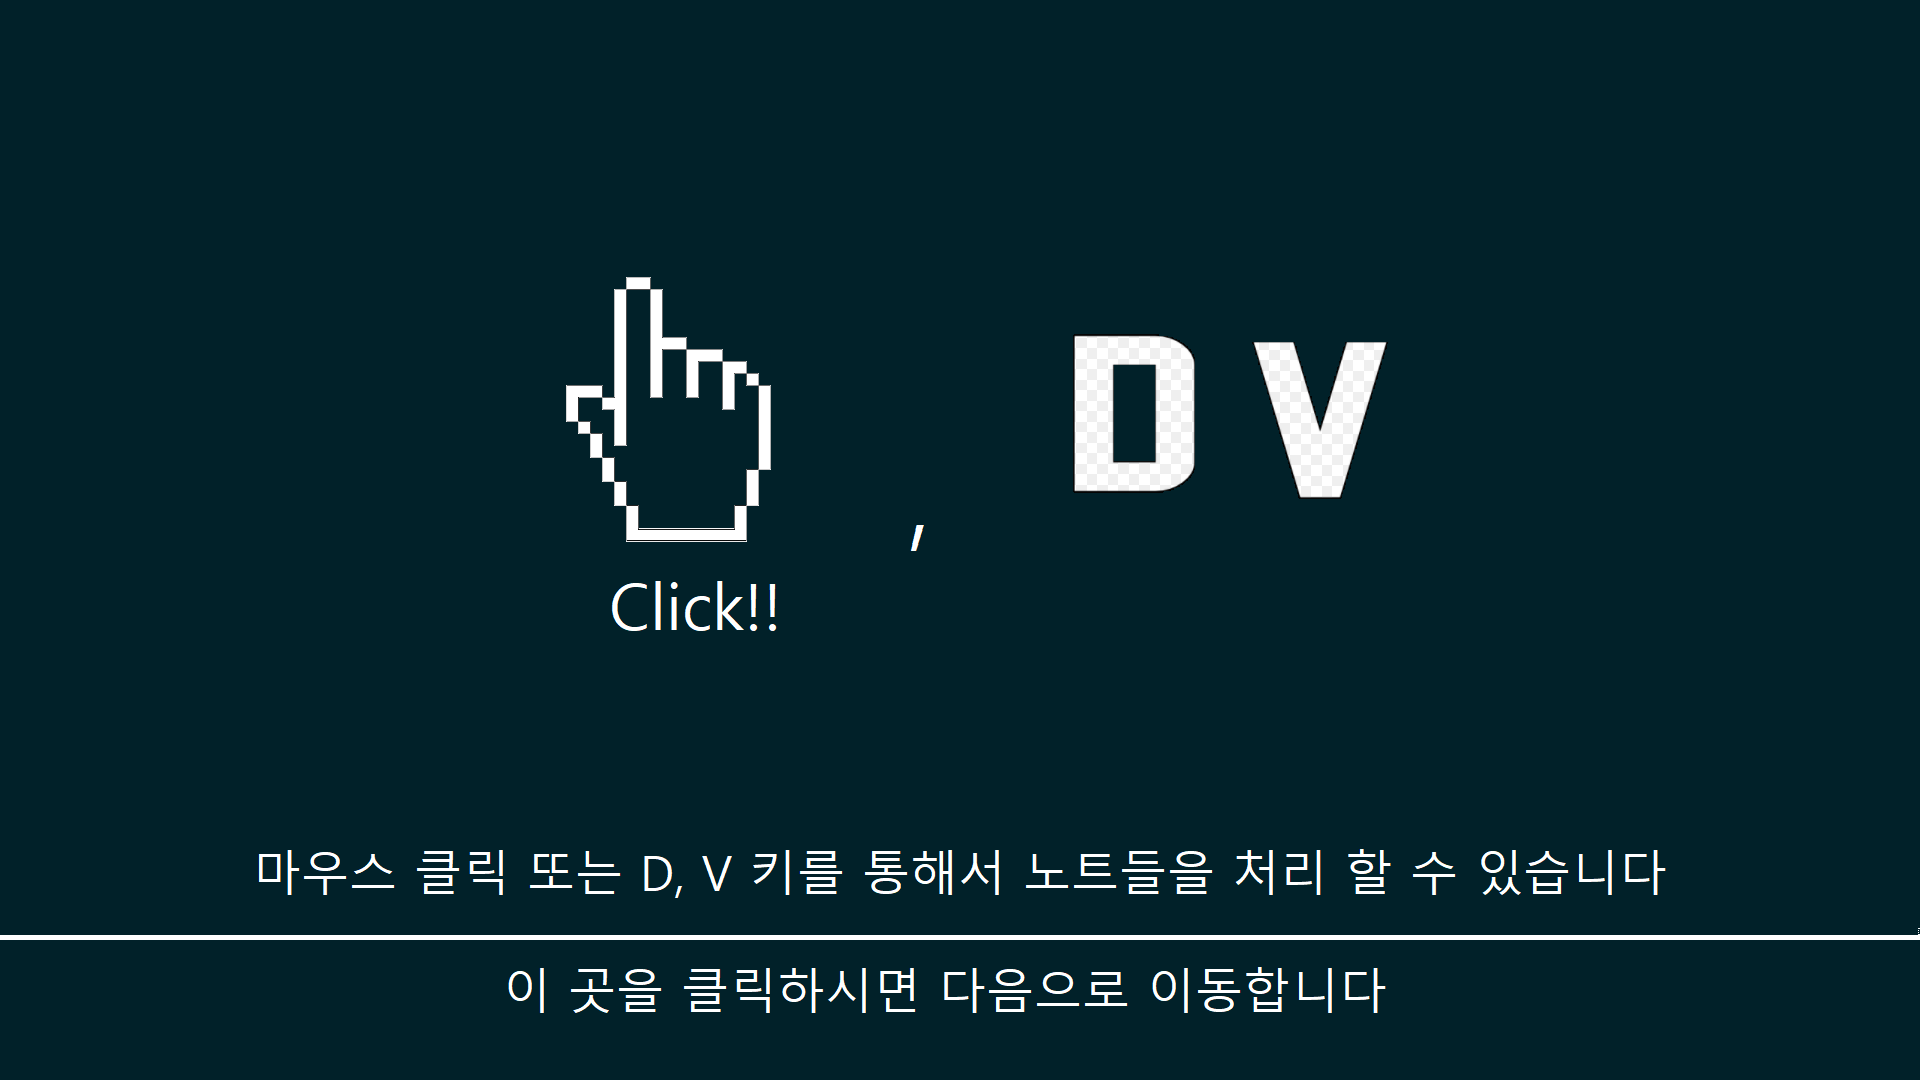 D V
,
Click!!
마우스 클릭 또는 D, V 키를 통해서 노트들을 처리 할 수 있습니다
이 곳을 클릭하시면 다음으로 이동합니다